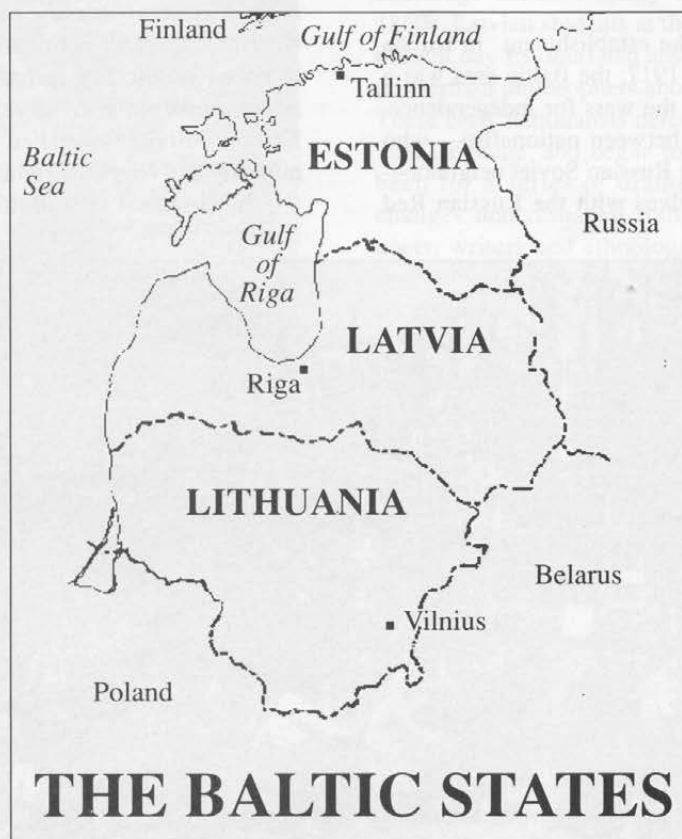 Finland
Gulf of Finland
Tallinn
ESTONIA
Baltic
Sea
Russia
Gulf
of
Riga
LATVIA
Riga
LITHUANIA
Belarus
Vilnius
Poland
THE BALTIC STATES